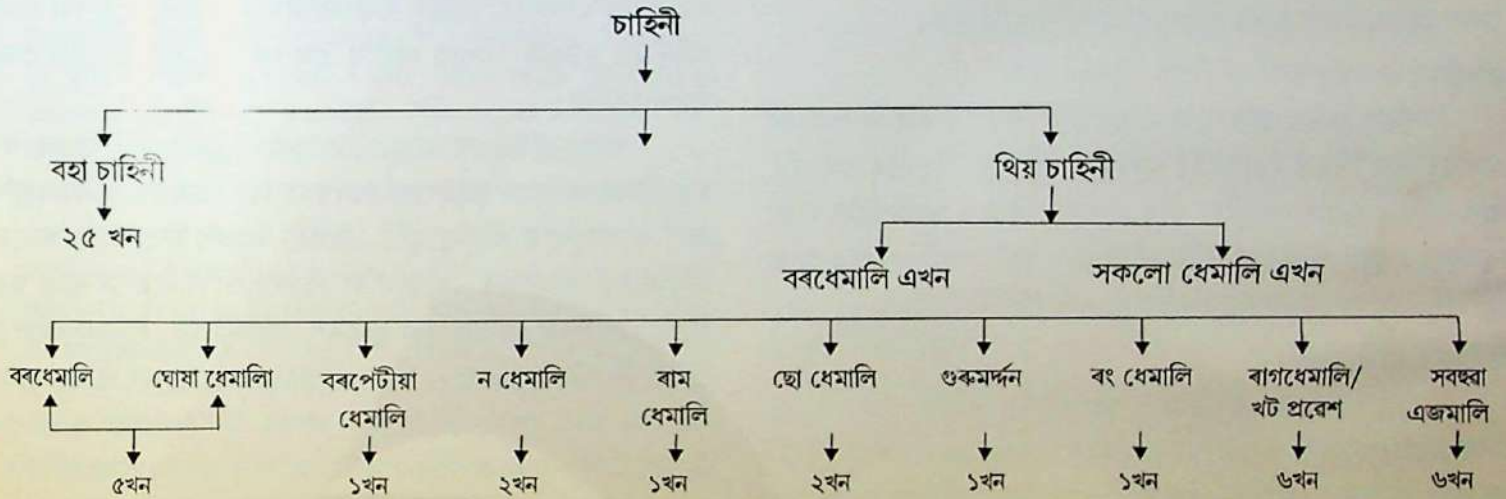 চাহিনী
বহা চাহিনী
থিয় চাহিনী
২৫ খন
বৰধেমালি এখন
সকলো ধেমালি এখন
বৰধেমালি ঘোষা ধেমালি বৰপেটীয়া ন ধেমালি ৰাম ছো ধেমালি গুৰুমৰ্দ্দন ৰং ধেমালি ৰাগধেমালি/ সবহুৱা
ধেমালি ধেমালি খট প্ৰৱেশ এজমালি
৫খন ১খন ২খন ১খন ২খন ১খন ১খন ৬খন ৬খন